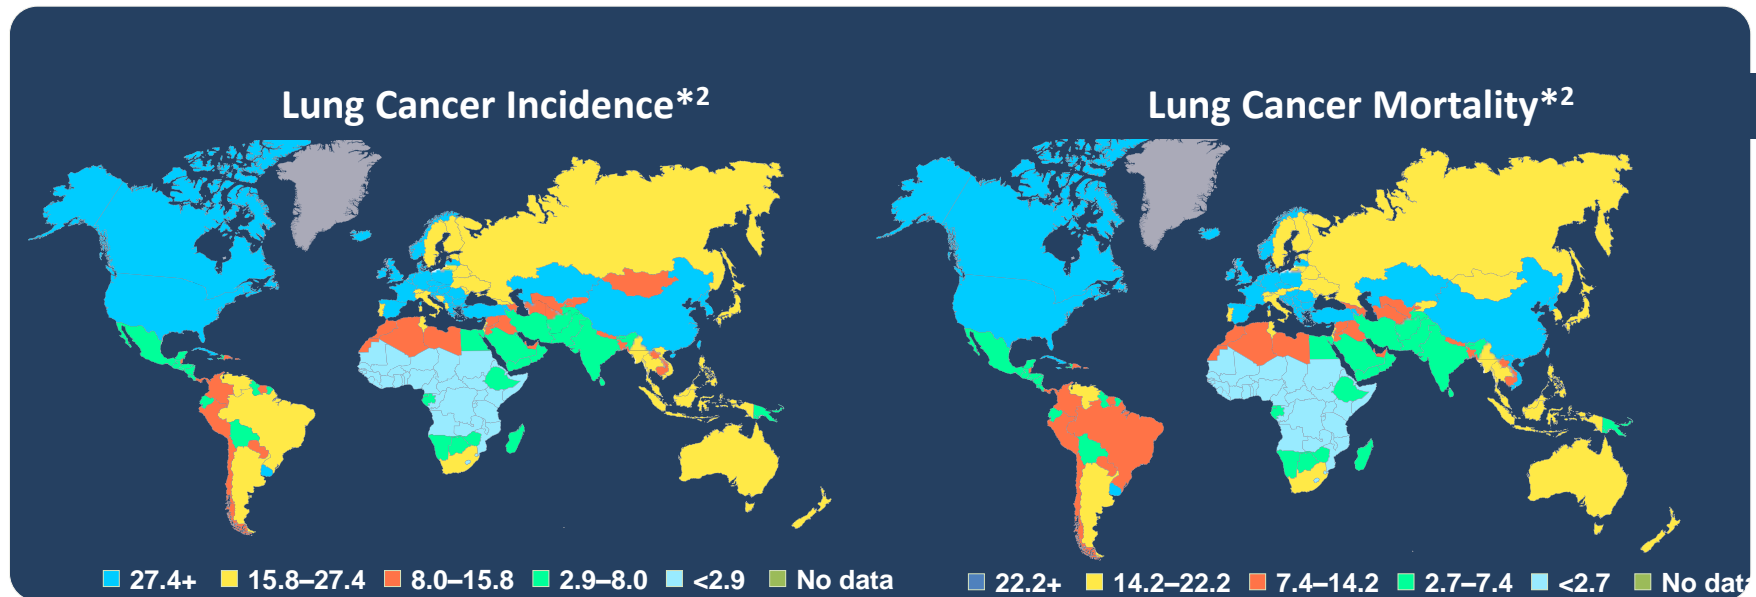 Lung Cancer Incidence*²
Lung Cancer Mortality*²
27.4+ 15.8–27.4 8.0–15.8 2.9–8.0 <2.9 No data
22.2+ 14.2–22.2 7.4–14.2 2.7–7.4 <2.7 No data